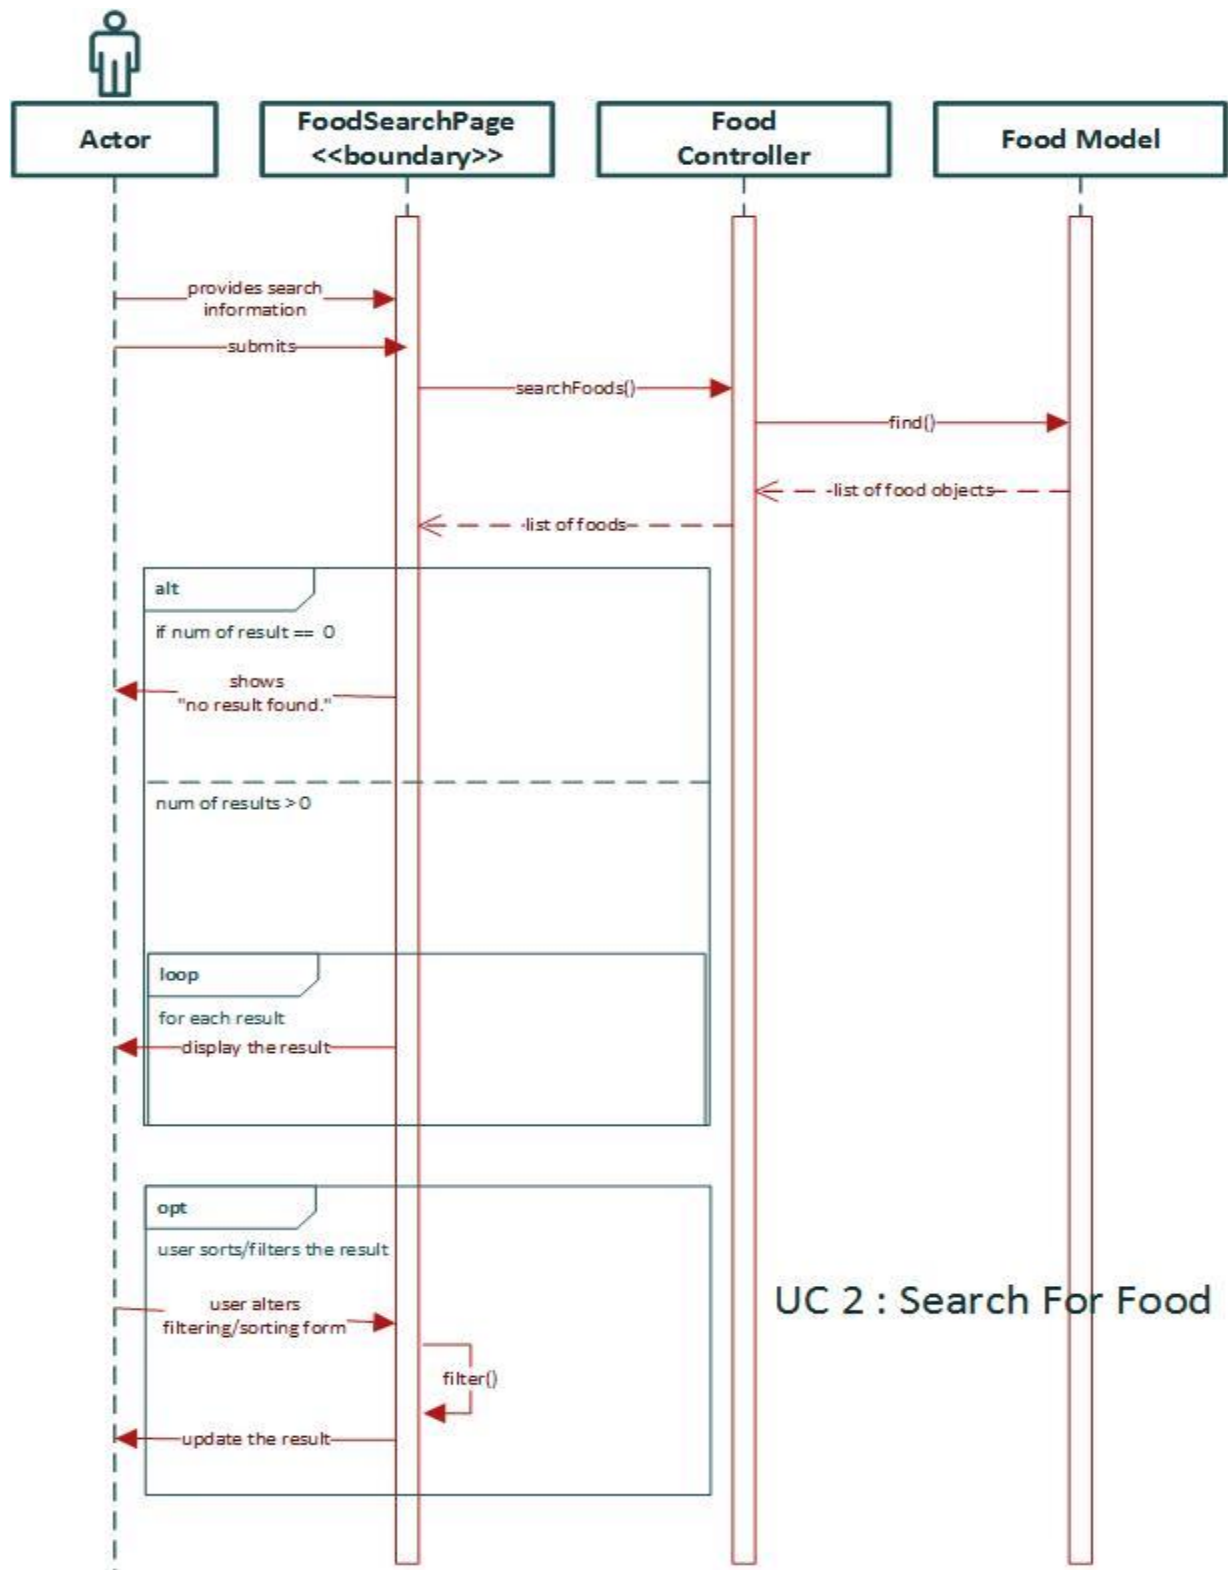 Actor
FoodSearchPage
<<boundary>>
Food
Controller
Food Model
provides search
information
submits
searchFoods()
find()
list of food objects
list of foods
alt
if num of result == 0
shows
"no result found."
num of results >0
loop
for each result
display the result
opt
user sorts/filters the result
user alters
filtering/sorting form
UC 2 : Search For Food
filter()
update the result